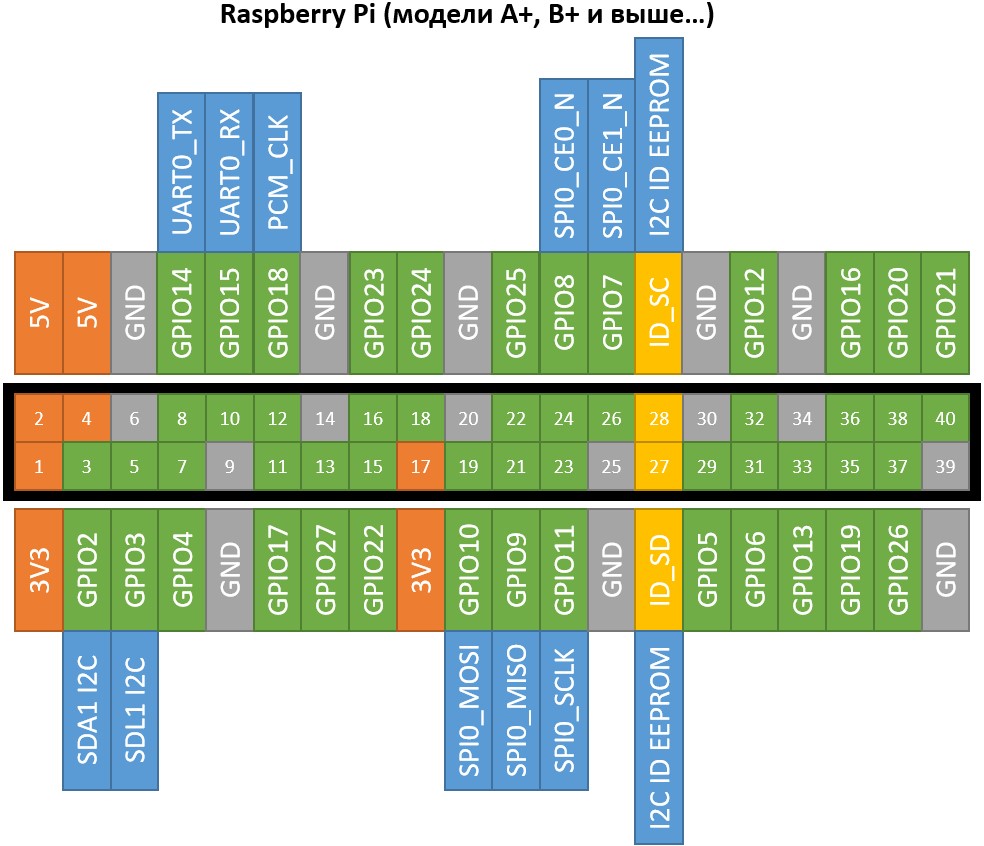 Raspberry Pi (модели A+, B+ и выше…)
UART0_TX
UART0_RX
PCM_CLK
SPI0_CE0_N
SPI0_CE1_N
I2C ID EEPROM
5V
5V
GND
GPIO14
GPIO15
GPIO18
GND
GPIO23
GPIO24
GND
GPIO25
GPIO8
GPIO7
ID_SC
GND
GPIO12
GND
GPIO16
GPIO20
GPIO21
2 4 6 8 10 12 14 16 18 20 22 24 26 28 30 32 34 36 38 40
1 3 5 7 9 11 13 15 17 19 21 23 25 27 29 31 33 35 37 39
3V3
GPIO2
GPIO3
GPIO4
GND
GPIO17
GPIO27
GPIO22
3V3
GPIO10
GPIO9
GPIO11
GND
ID_SD
GPIO5
GPIO6
GPIO13
GPIO19
GPIO26
GND
SDA1 I2C
SDL1 I2C
SPI0_MOSI
SPI0_MISO
SPI0_SCLK
I2C ID EEPROM